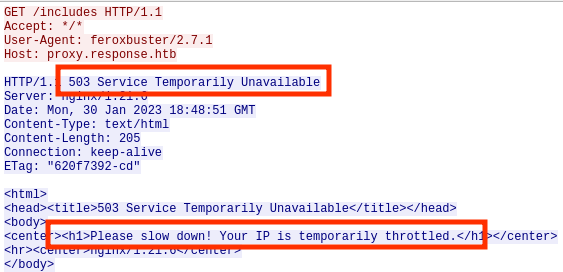 GET /includes HTTP/1.1
Accept: */*
User-Agent: feroxbuster/2.7.1
Host: proxy.response.htb
HTTP/1. 503 Service Temporarily Unavailable
Server: nginx/1.21.6
Date: Mon, 30 Jan 2023 18:48:51 GMT
Content-Type: text/html
Content-Length: 205
Connection: keep-alive
ETag: "620f7392-cd"
<html>
<head><title>503 Service Temporarily Unavailable</title></head>
<body>
<center><h1>Please slow down! Your IP is temporarily throttled.</h1></center>
<hr><center>nginx/1.21.6</center>
</body>